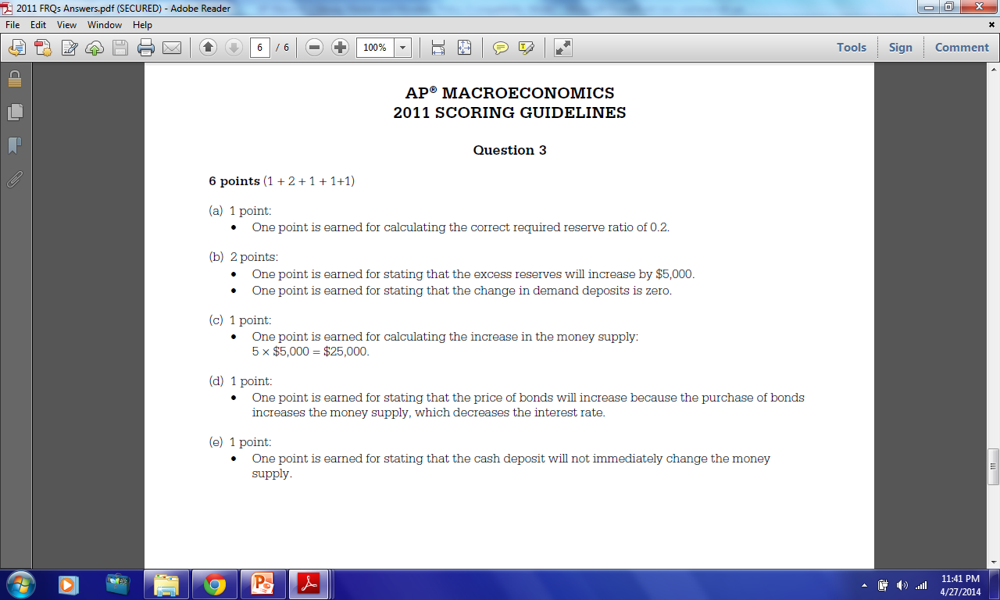 2011 FRQs Answers.pdf (SECURED) - Adobe Reader
File Edit View Window Help
6 / 6 100% Tools Sign Comment
AP® MACROECONOMICS
2011 SCORING GUIDELINES
Question 3
6 points (1 + 2 + 1 + 1+1)
(a) 1 point:
• One point is earned for calculating the correct required reserve ratio of 0.2.
(b) 2 points:
• One point is earned for stating that the excess reserves will increase by $5,000.
• One point is earned for stating that the change in demand deposits is zero.
(c) 1 point:
• One point is earned for calculating the increase in the money supply:
5 × $5,000 = $25,000.
(d) 1 point:
• One point is earned for stating that the price of bonds will increase because the purchase of bonds
increases the money supply, which decreases the interest rate.
(e) 1 point:
• One point is earned for stating that the cash deposit will not immediately change the money
supply.
11:41 PM
4/27/2014